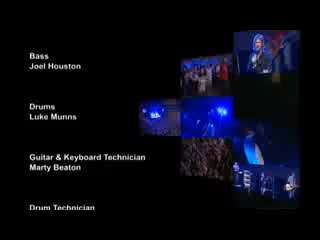 Bass
Joel Houston
Drums
Luke Munns
Guitar & Keyboard Technician
Marty Beaton
Drum Technician